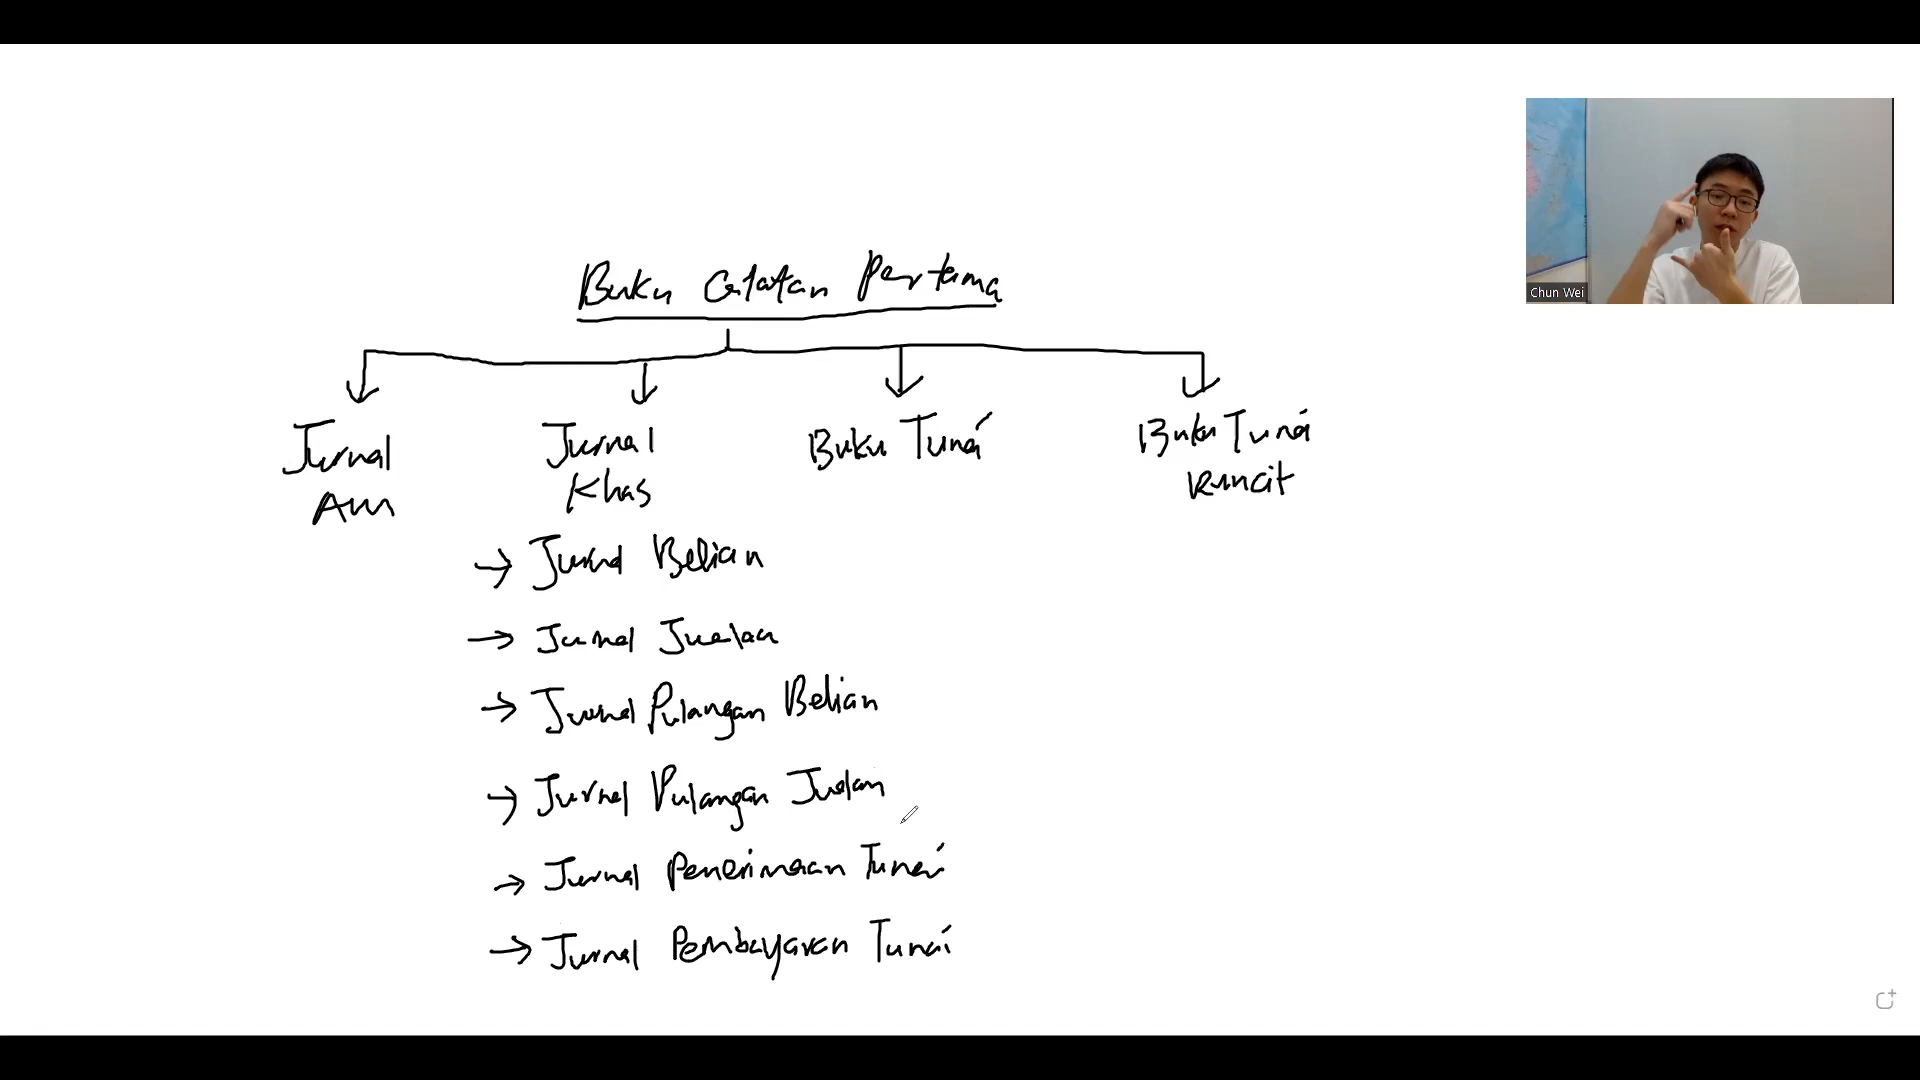 Buku Catatan Pertama
Jurnal Am
Jurnal Khas
Buku Tunai
Buku Tunai Runcit
→ Jurnal Belian
→ Jurnal Jualan
→ Jurnal Pulangan Belian
→ Jurnal Pulangan Jualan
→ Jurnal Penerimaan Tunai
→ Jurnal Pembayaran Tunai
Chun Wei